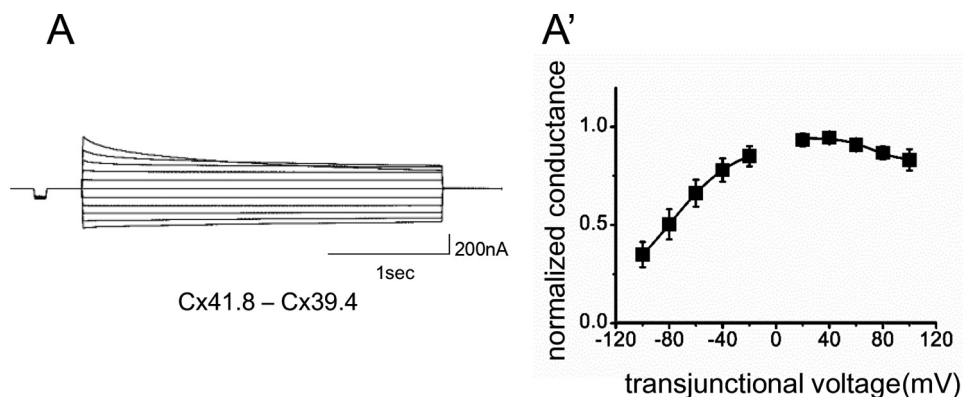 A
200nA
1sec
Cx41.8 – Cx39.4
A’
normalized conductance
1.0
0.5
0.0
-120 -80 -40 0 40 80 120
transjunctional voltage(mV)